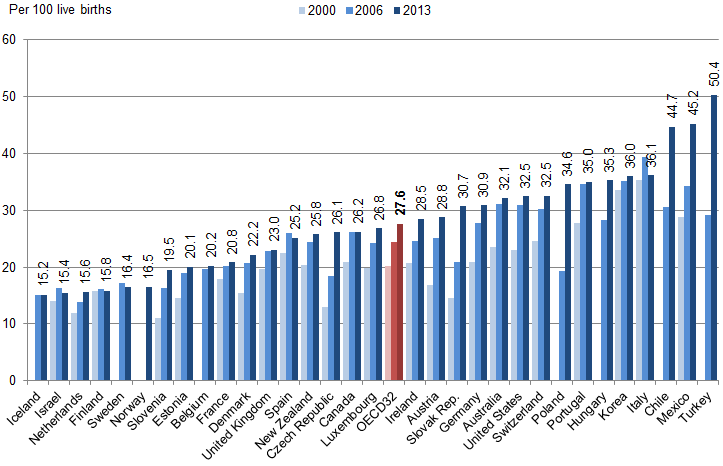 Per 100 live births
2000 2006 2013
60
50
40
30
20
10
0
15.2 15.4 15.6 15.8 16.4 16.5 19.5 20.1 20.2 20.8 22.2 23.0 25.2 25.8 26.1 26.2 26.8 27.6 28.5 28.8 30.7 30.9 32.1 32.5 32.5 34.6 35.0 35.3 36.0 36.1 44.7 45.2 50.4
Iceland
Israel
Netherlands
Finland
Sweden
Norway
Slovenia
Estonia
Belgium
France
Denmark
United Kingdom
Spain
New Zealand
Czech Republic
Canada
Luxembourg
OECD32
Ireland
Austria
Slovak Rep.
Germany
Australia
United States
Switzerland
Poland
Portugal
Hungary
Korea
Italy
Chile
Mexico
Turkey